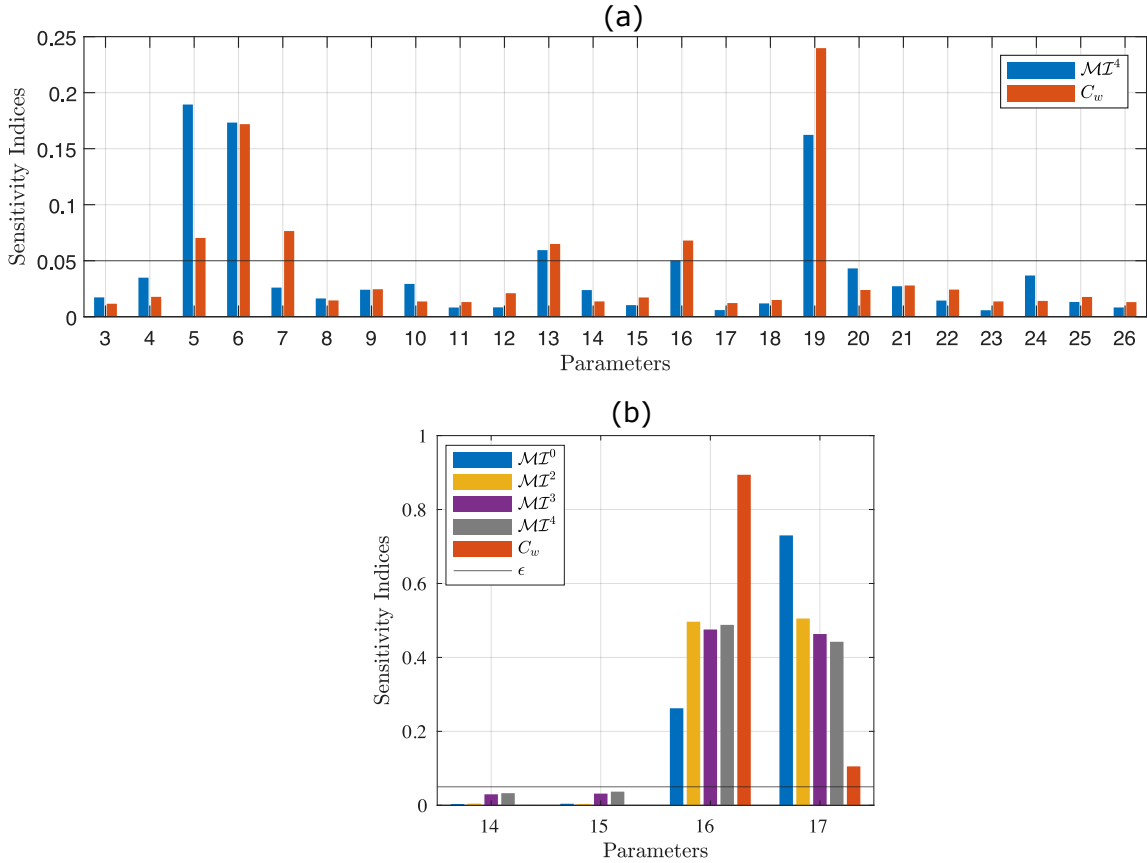 (a)
0.25
0.2
0.15
0.1
0.05
0
Sensitivity Indices
𝓜𝓘⁴
C_w
3 4 5 6 7 8 9 10 11 12 13 14 15 16 17 18 19 20 21 22 23 24 25 26
Parameters
(b)
1
0.8
0.6
0.4
0.2
0
Sensitivity Indices
𝓜𝓘⁰
𝓜𝓘²
𝓜𝓘³
𝓜𝓘⁴
C_w
ϵ
14 15 16 17
Parameters